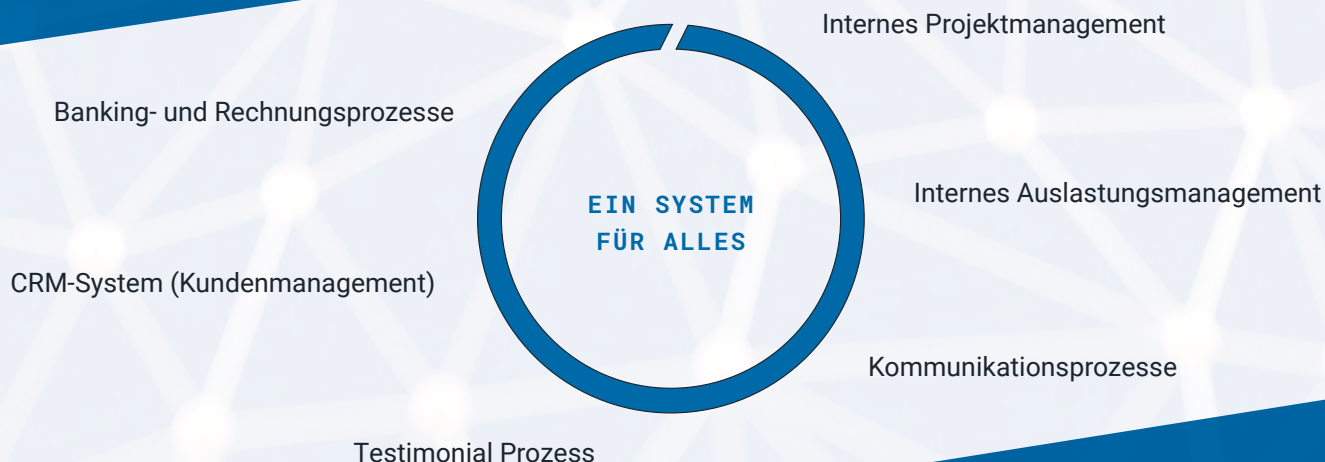 Internes Projektmanagement
Banking- und Rechnungsprozesse
Internes Auslastungsmanagement
EIN SYSTEM
FÜR ALLES
CRM-System (Kundenmanagement)
Kommunikationsprozesse
Testimonial Prozess